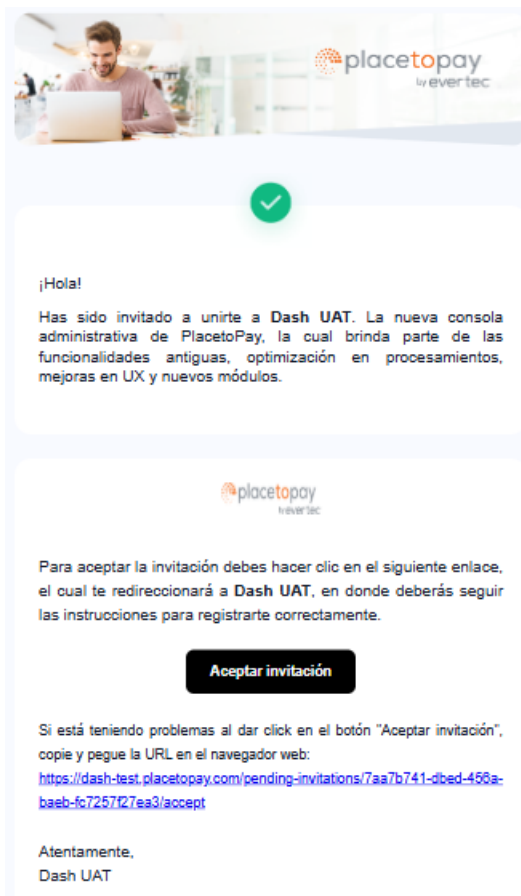 placetopay
by evertec
¡Hola!
Has sido invitado a unirte a Dash UAT. La nueva consola
administrativa de PlacetoPay, la cual brinda parte de las
funcionalidades antiguas, optimización en procesamientos,
mejoras en UX y nuevos módulos.
placetopay
by evertec
Para aceptar la invitación debes hacer clic en el siguiente enlace,
el cual te redireccionará a Dash UAT, en donde deberás seguir
las instrucciones para registrarte correctamente.
Aceptar invitación
Si está teniendo problemas al dar click en el botón "Aceptar invitación",
copie y pegue la URL en el navegador web:
https://dash-test.placetopay.com/pending-invitations/7aa7b741-dbed-456a-
baeb-fc7257f27ea3/accept
Atentamente,
Dash UAT